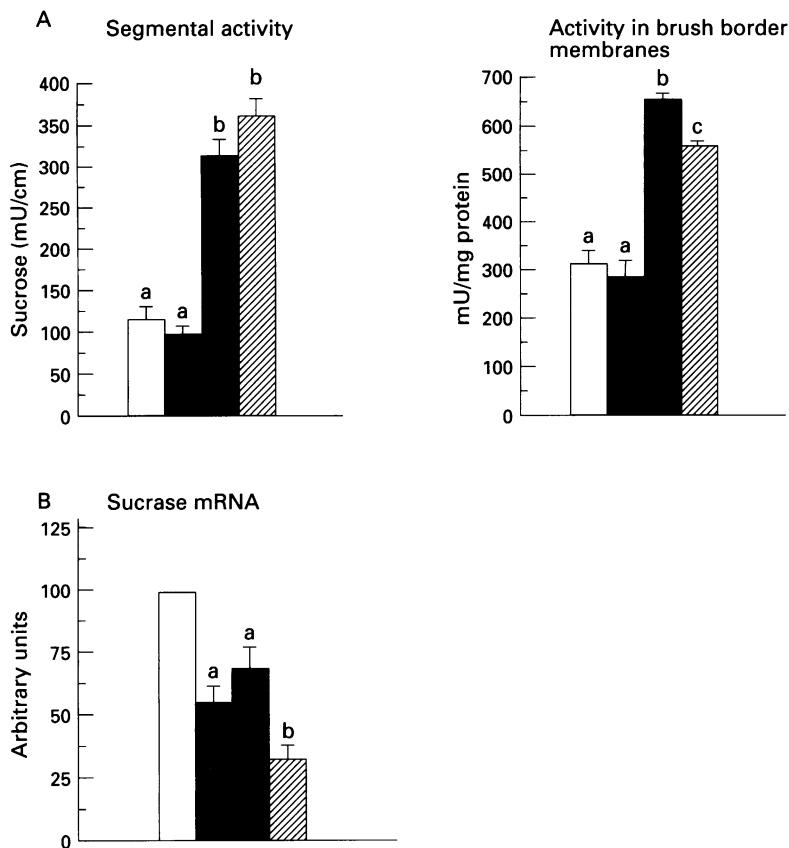 A
Segmental activity
Sucrose (mU/cm)
400
350
300
250
200
150
100
50
0
a
a
b
b
Activity in brush border
membranes
mU/mg protein
700
600
500
400
300
200
100
0
a
a
b
c
B
Sucrase mRNA
Arbitrary units
125
100
75
50
25
0
a
a
b